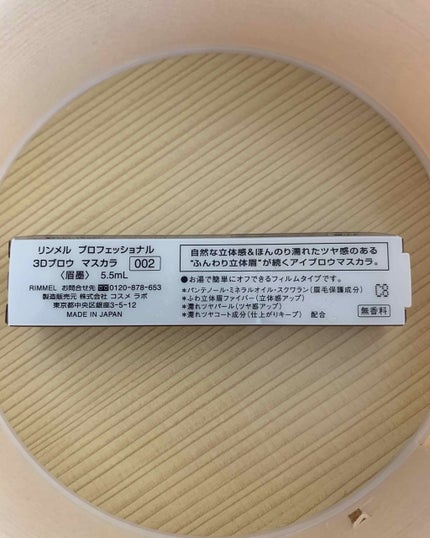 リンメル プロフェッショナル
3Dブロウ マスカラ 002
〈眉墨〉 5.5mL
RIMMEL お問合せ先 0120-878-653
製造販売元 株式会社 コスメ ラボ
東京都中央区銀座3-5-12
MADE IN JAPAN
自然な立体感&ほんのり濡れたツヤ感のある
"ふんわり立体眉"が続くアイブロウマスカラ。
●お湯で簡単にオフできるフィルムタイプです。
*パンテノール・ミネラルオイル・スクワラン(眉毛保護成分)
*ふわ立体眉ファイバー(立体感アップ)
*濡れツヤパール(ツヤ感アップ)
*濡れツヤコート成分(仕上がりキープ) 配合
C8
無香料